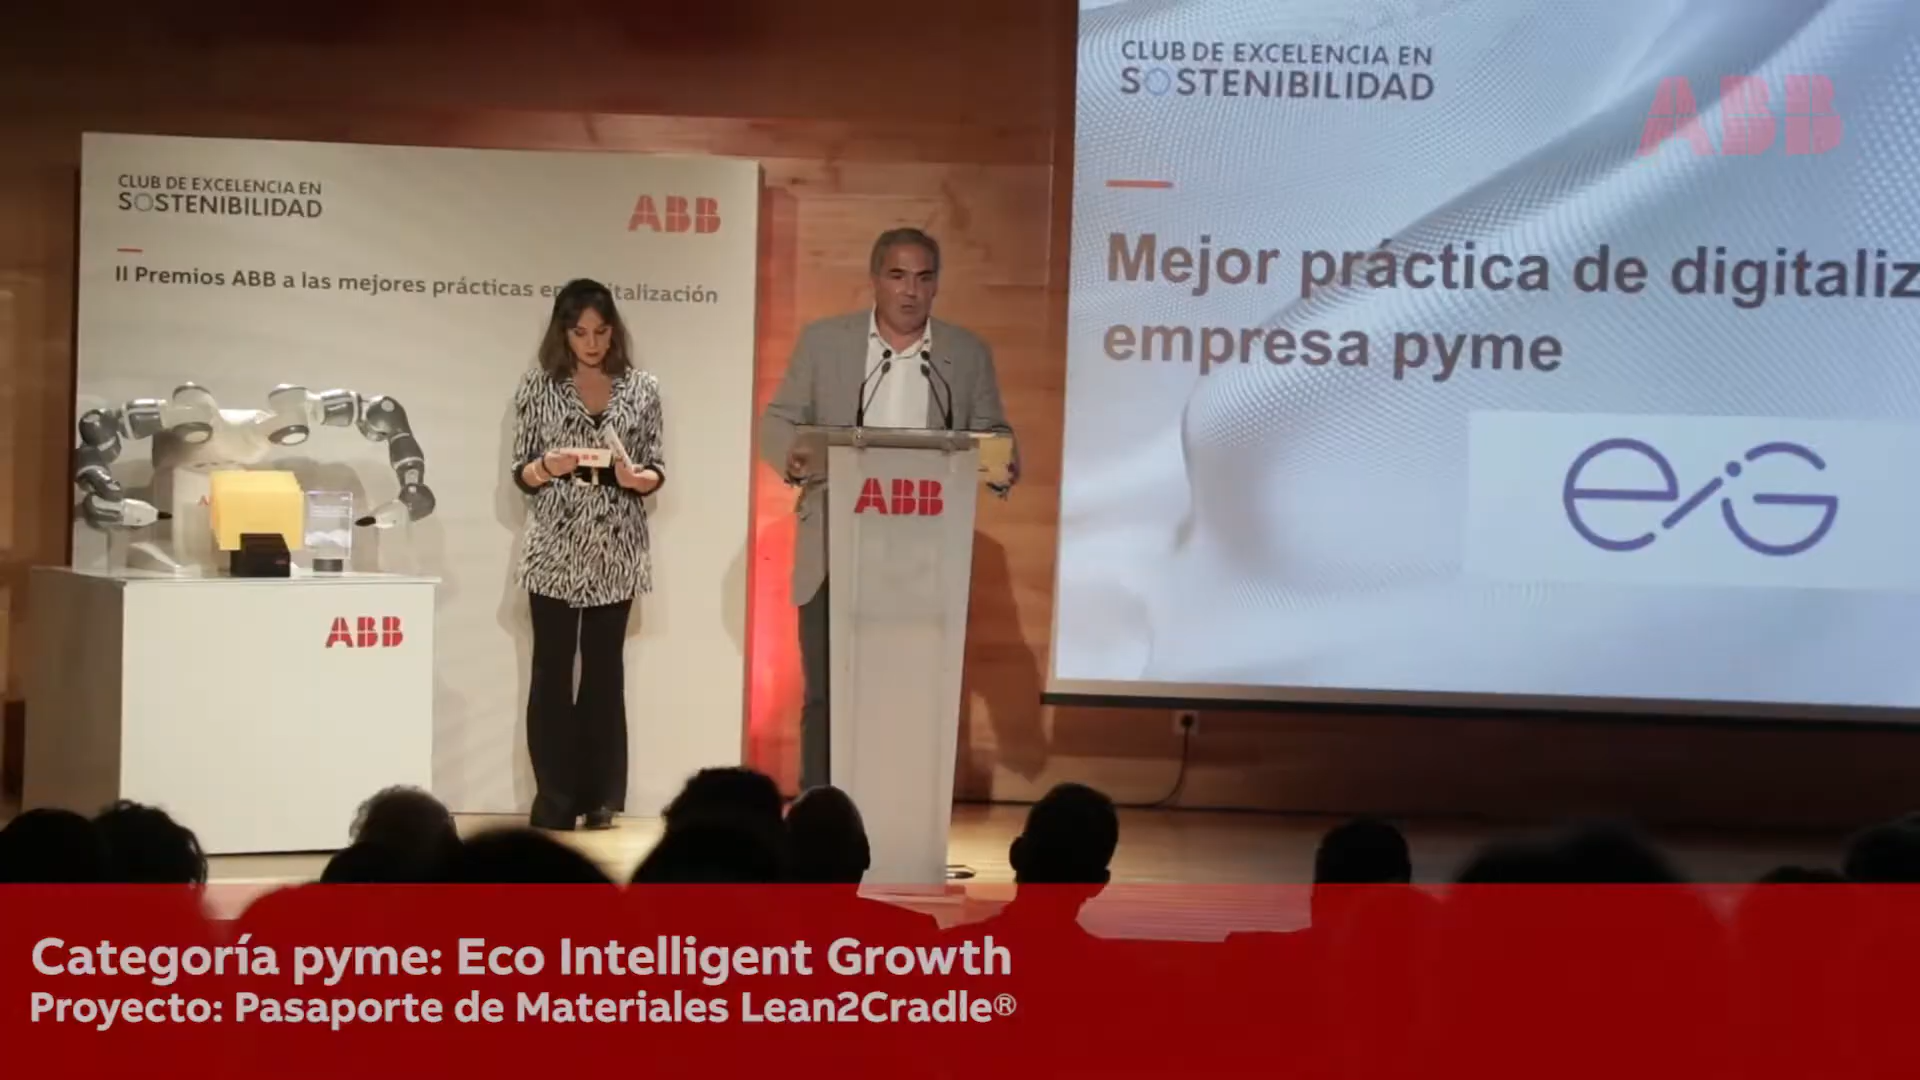 CLUB DE EXCELENCIA EN
SOSTENIBILIDAD
ABB
II Premios ABB a las mejores prácticas en
talización
ABB
ABB
ABB
CLUB DE EXCELENCIA EN
SOSTENIBILIDAD
ABB
Mejor práctica de digitaliz
empresa pyme
eiG
Categoría pyme: Eco Intelligent Growth
Proyecto: Pasaporte de Materiales Lean2Cradle®